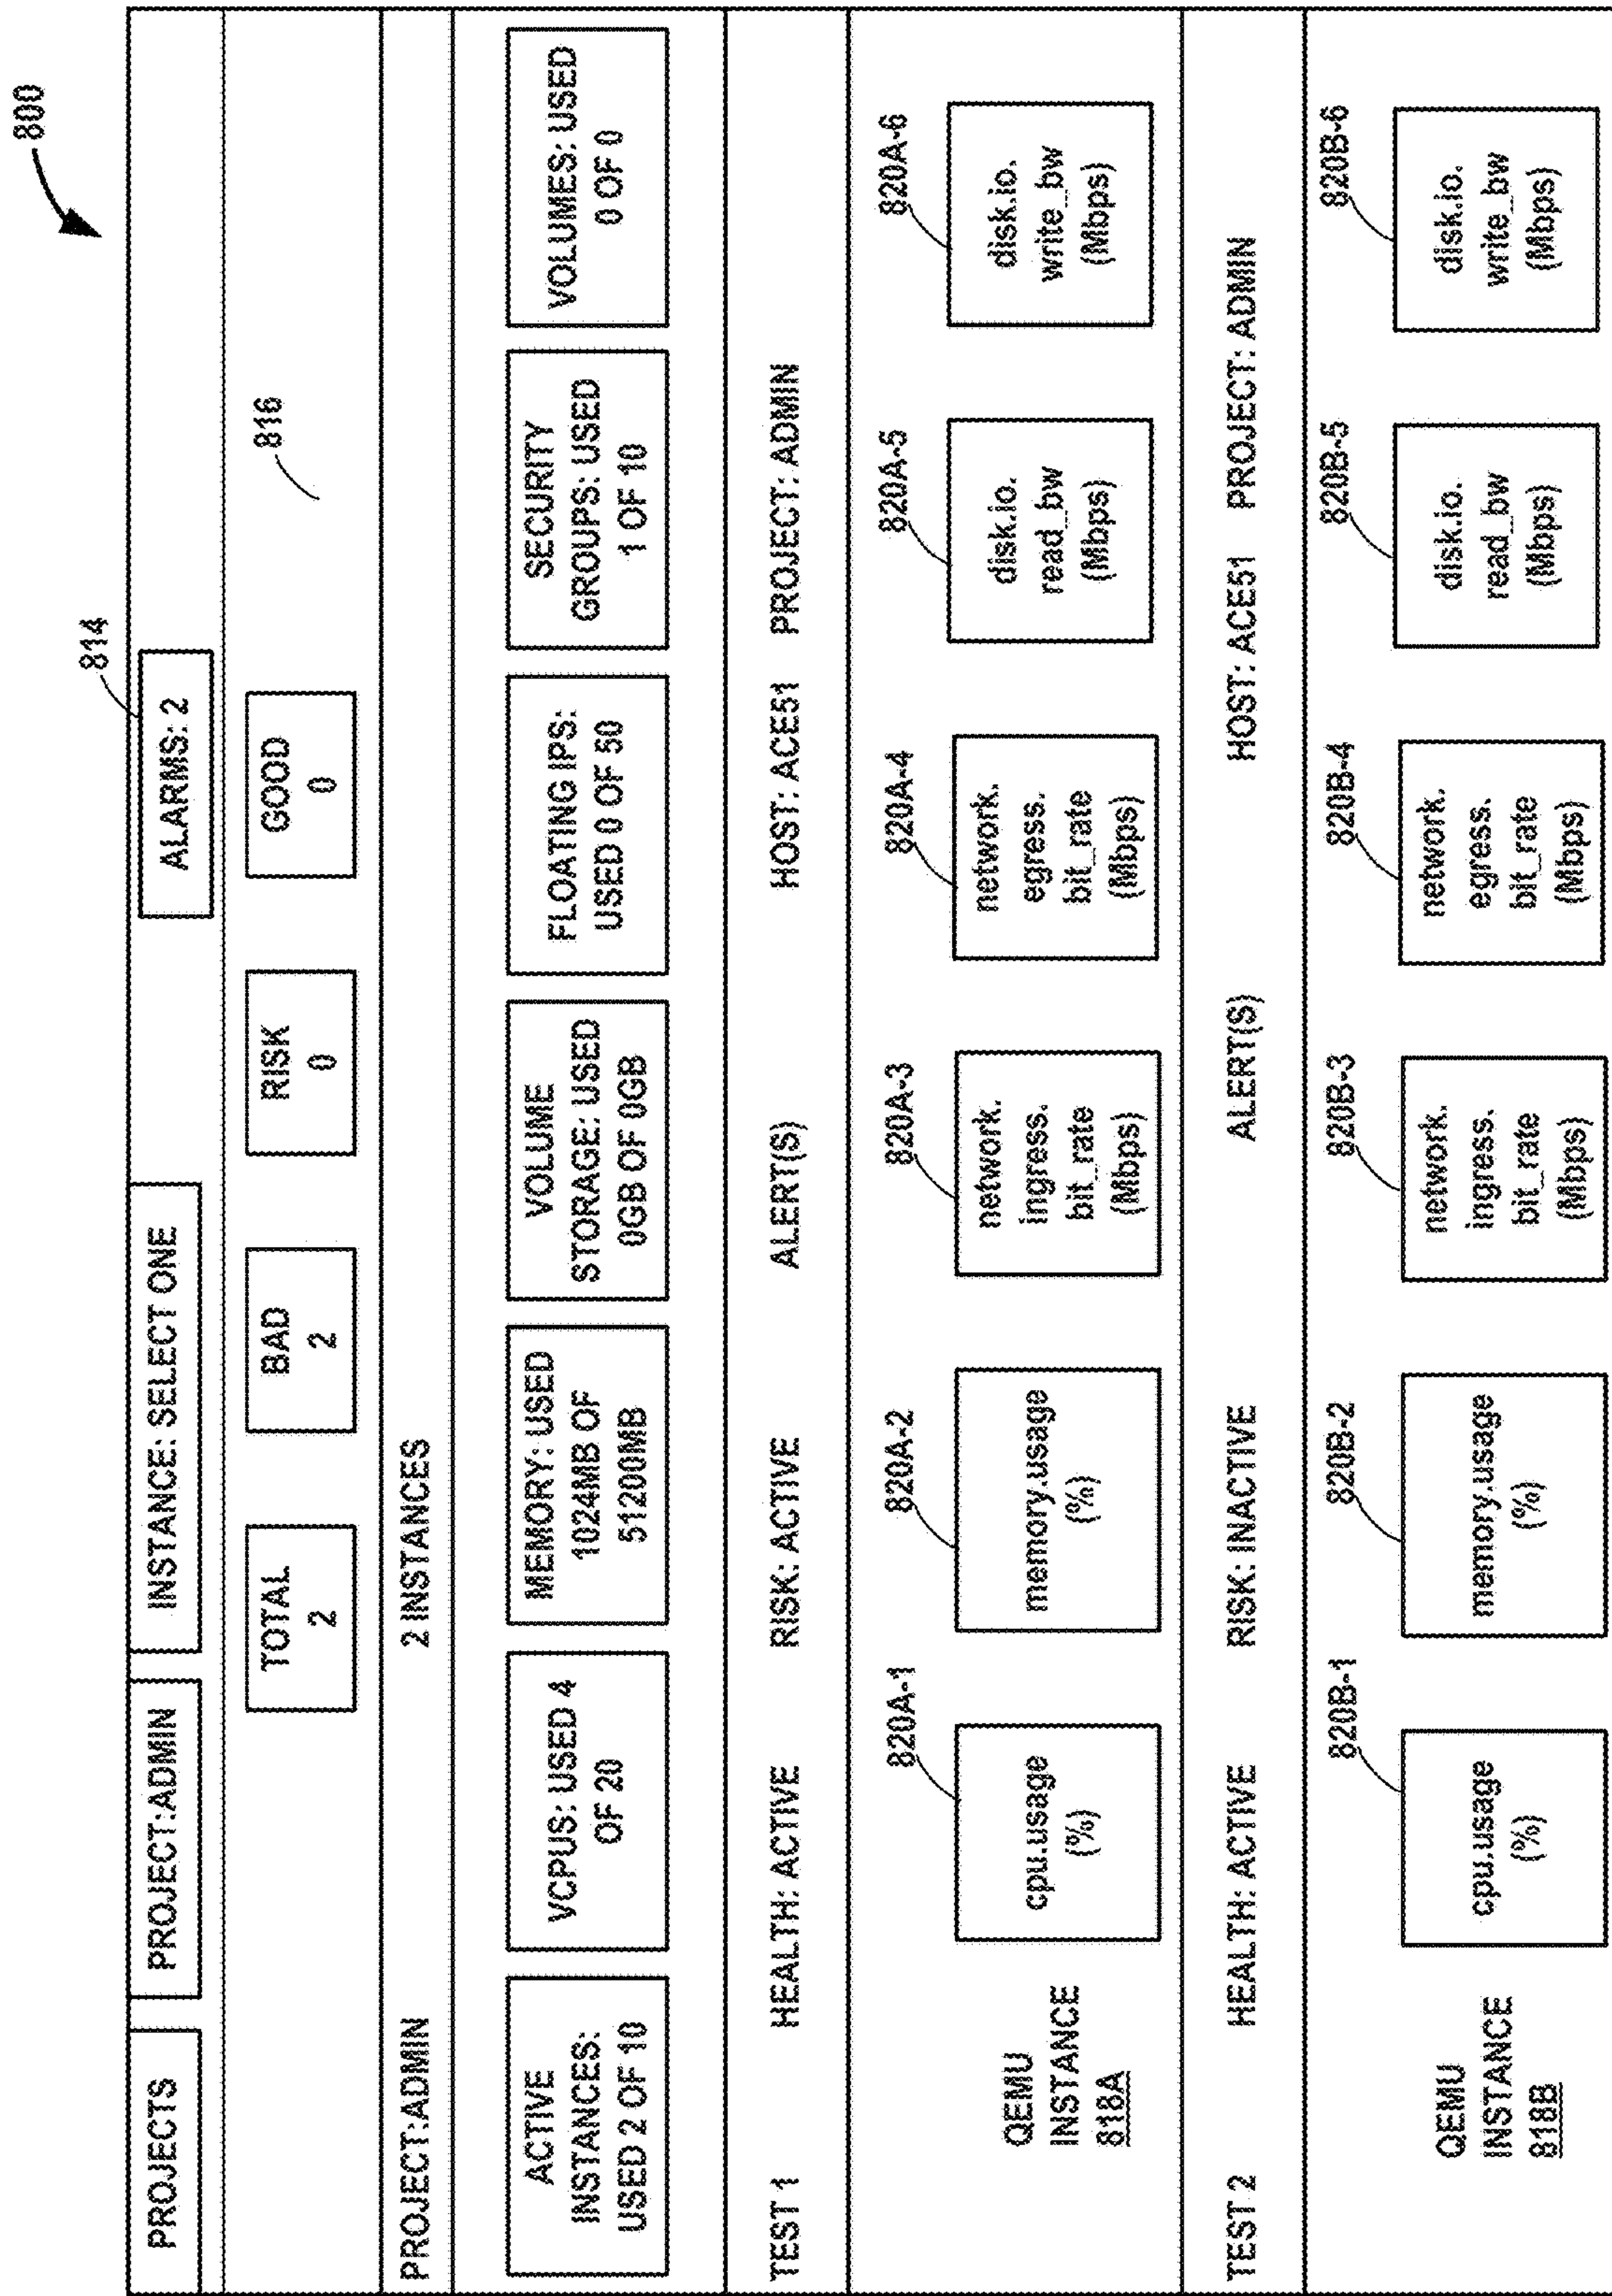 800
PROJECTS
PROJECT:ADMIN
INSTANCE: SELECT ONE
ALARMS: 2
814
TOTAL
2
BAD
2
RISK
0
GOOD
0
816
PROJECT:ADMIN
2 INSTANCES
ACTIVE
INSTANCES:
USED 2 OF 10
VCPUS: USED 4
OF 20
MEMORY: USED
1024MB OF
51200MB
VOLUME
STORAGE: USED
0GB OF 0GB
FLOATING IPS:
USED 0 OF 50
SECURITY
GROUPS: USED
1 OF 10
VOLUMES: USED
0 OF 0
TEST 1
HEALTH: ACTIVE
RISK: ACTIVE
ALERT(S)
HOST: ACE51
PROJECT: ADMIN
QEMU
INSTANCE
818A
820A-1
cpu.usage
(%)
820A-2
memory.usage
(%)
820A-3
network.
ingress.
bit_rate
(Mbps)
820A-4
network.
egress.
bit_rate
(Mbps)
820A-5
disk.io.
read_bw
(Mbps)
820A-6
disk.io.
write_bw
(Mbps)
TEST 2
HEALTH: ACTIVE
RISK: INACTIVE
ALERT(S)
HOST: ACE51
PROJECT: ADMIN
QEMU
INSTANCE
818B
820B-1
cpu.usage
(%)
820B-2
memory.usage
(%)
820B-3
network.
ingress.
bit_rate
(Mbps)
820B-4
network.
egress.
bit_rate
(Mbps)
820B-5
disk.io.
read_bw
(Mbps)
820B-6
disk.io.
write_bw
(Mbps)